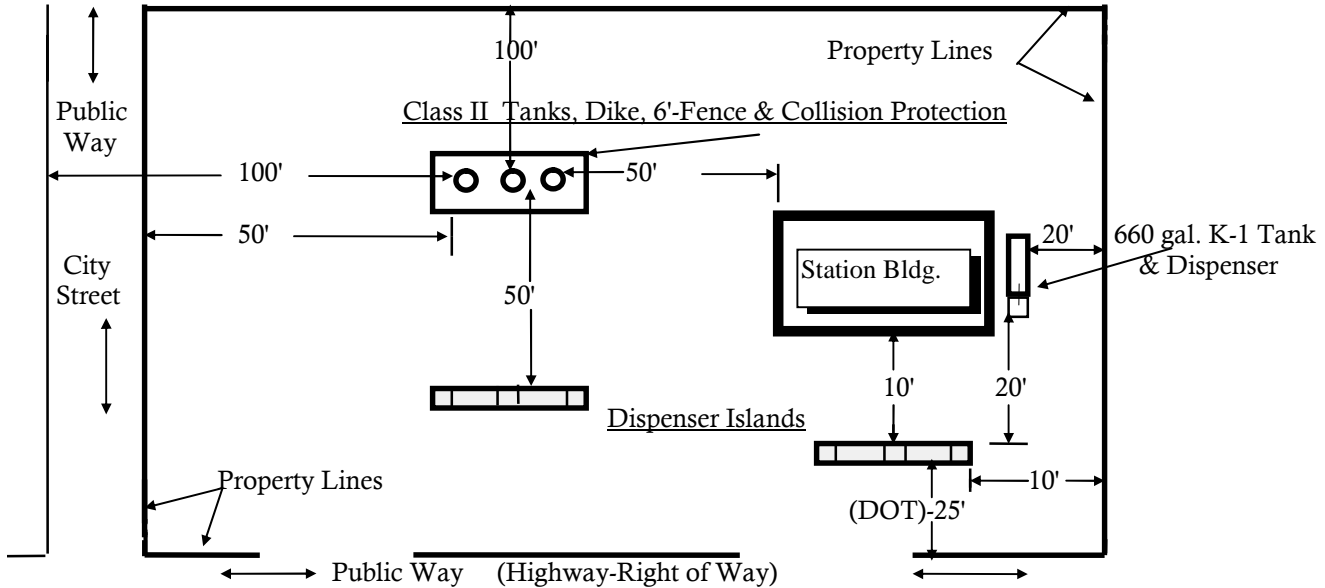 100'
Property Lines
Public
Way
Class II Tanks, Dike, 6'-Fence & Collision Protection
100'
50'
50'
20'
660 gal. K-1 Tank
& Dispenser
City
Street
Station Bldg.
50'
10'
20'
Dispenser Islands
Property Lines
10'
(DOT)-25'
Public Way (Highway-Right of Way)